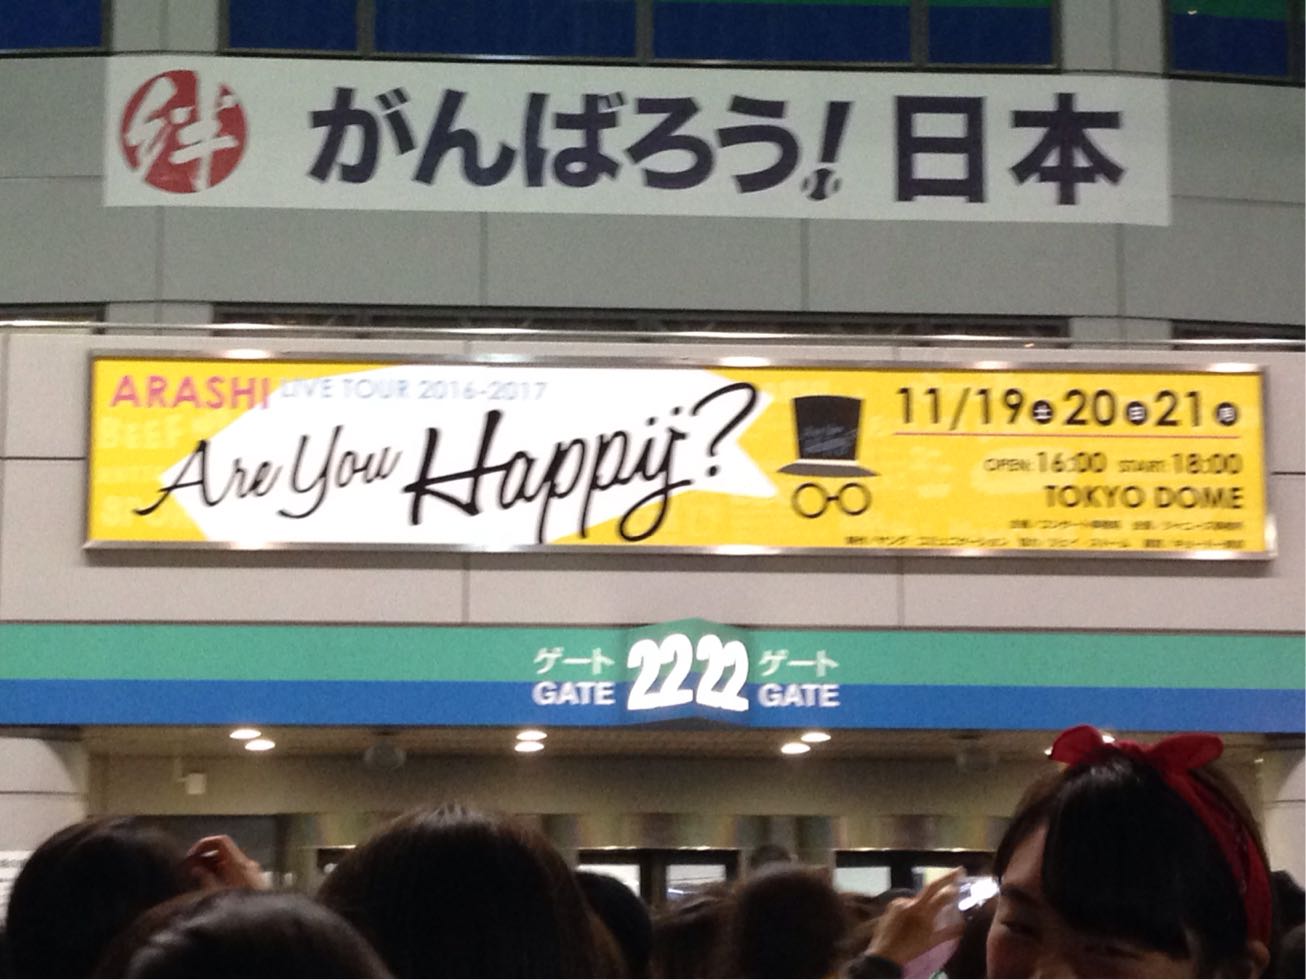 絆 がんばろう!日本
ARASHI LIVE TOUR 2016-2017
Are You Happy?
11/19土20日21月
OPEN 16:00 START 18:00
TOKYO DOME
ゲート 22 22 ゲート
GATE GATE